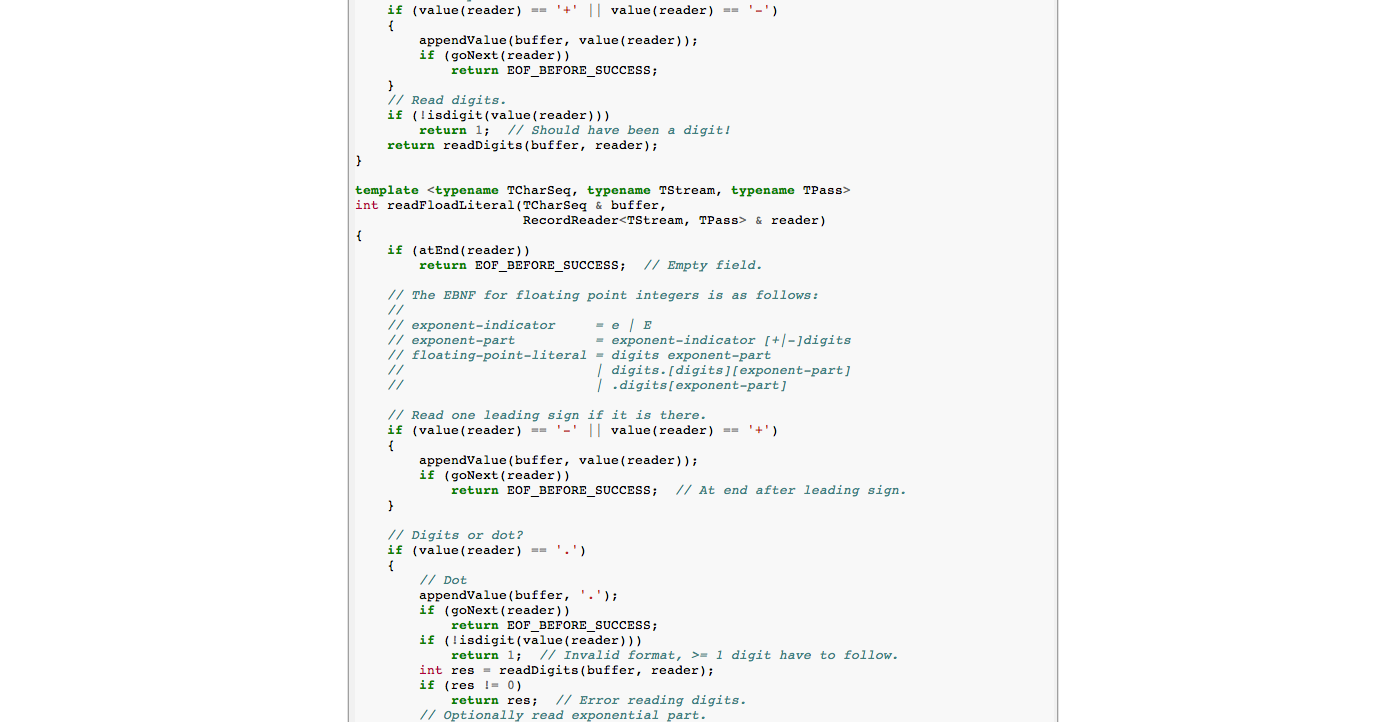 if (value(reader) == '+' || value(reader) == '-')
    {
        appendValue(buffer, value(reader));
        if (goNext(reader))
            return EOF_BEFORE_SUCCESS;
    }
    // Read digits.
    if (!isdigit(value(reader)))
        return 1;  // Should have been a digit!
    return readDigits(buffer, reader);
}

template <typename TCharSeq, typename TStream, typename TPass>
int readFloadLiteral(TCharSeq & buffer,
                     RecordReader<TStream, TPass> & reader)
{
    if (atEnd(reader))
        return EOF_BEFORE_SUCCESS;  // Empty field.

    // The EBNF for floating point integers is as follows:
    //
    // exponent-indicator     = e | E
    // exponent-part          = exponent-indicator [+|-]digits
    // floating-point-literal = digits exponent-part
    //                        | digits.[digits][exponent-part]
    //                        | .digits[exponent-part]

    // Read one leading sign if it is there.
    if (value(reader) == '-' || value(reader) == '+')
    {
        appendValue(buffer, value(reader));
        if (goNext(reader))
            return EOF_BEFORE_SUCCESS;  // At end after leading sign.
    }

    // Digits or dot?
    if (value(reader) == '.')
    {
        // Dot
        appendValue(buffer, '.');
        if (goNext(reader))
            return EOF_BEFORE_SUCCESS;
        if (!isdigit(value(reader)))
            return 1;  // Invalid format, >= 1 digit have to follow.
        int res = readDigits(buffer, reader);
        if (res != 0)
            return res;  // Error reading digits.
        // Optionally read exponential part.